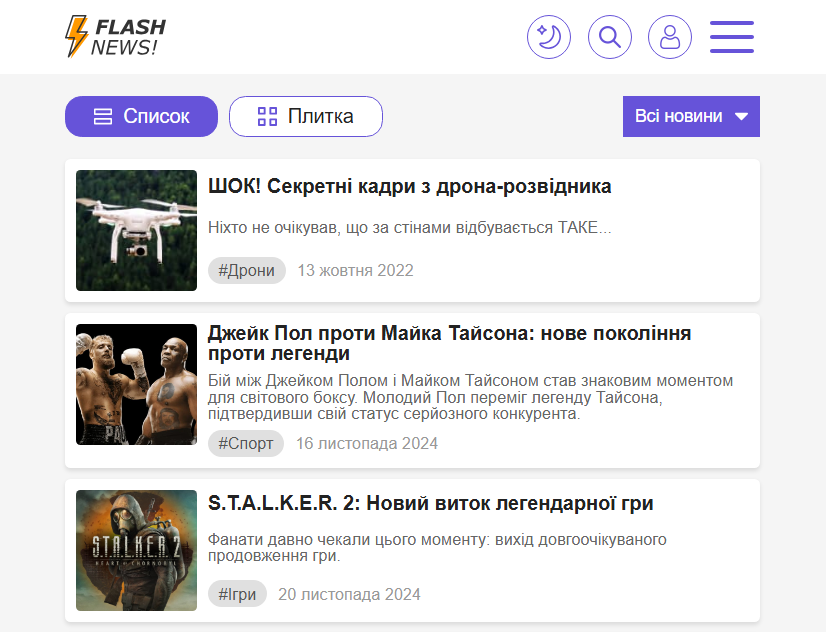 FLASH
NEWS!
Список
Плитка
Всі новини
ШОК! Секретні кадри з дрона-розвідника
Ніхто не очікував, що за стінами відбувається ТАКЕ...
#Дрони
13 жовтня 2022
Джейк Пол проти Майка Тайсона: нове покоління
проти легенди
Бій між Джейком Полом і Майком Тайсоном став знаковим моментом
для світового боксу. Молодий Пол переміг легенду Тайсона,
підтвердивши свій статус серйозного конкурента.
#Спорт
16 листопада 2024
S.T.A.L.K.E.R. 2: Новий виток легендарної гри
S.T.A.L.K.E.R. 2
HEART OF CHORNOBYL
Фанати давно чекали цього моменту: вихід довгоочікуваного
продовження гри.
#Ігри
20 листопада 2024